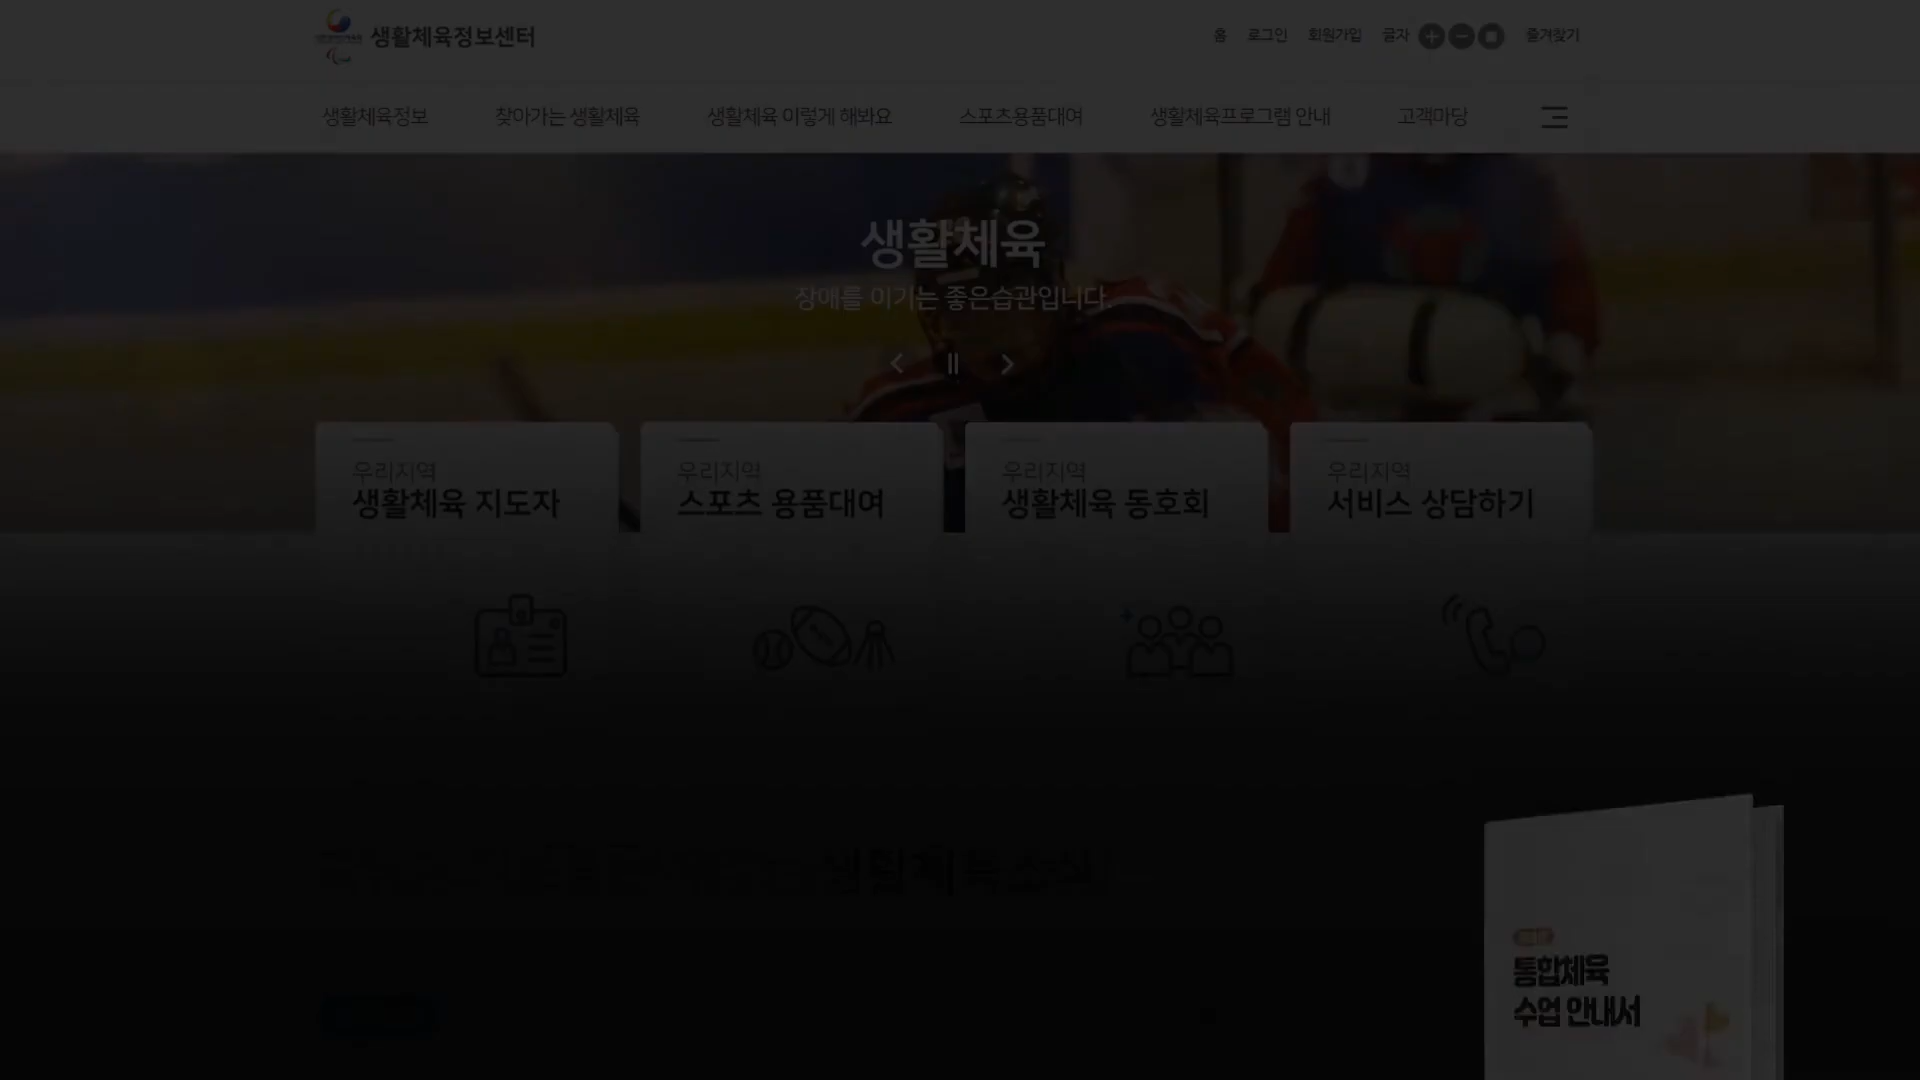 생활체육정보센터
홈 로그인 회원가입 글자 즐겨찾기
생활체육정보 찾아가는 생활체육 생활체육 이렇게 해봐요 스포츠용품대여 생활체육프로그램 안내 고객마당
생활체육
장애를 이기는 좋은습관입니다.
우리지역
생활체육 지도자
우리지역
스포츠 용품대여
우리지역
생활체육 동호회
우리지역
서비스 상담하기
생활체육
통합체육
수업 안내서